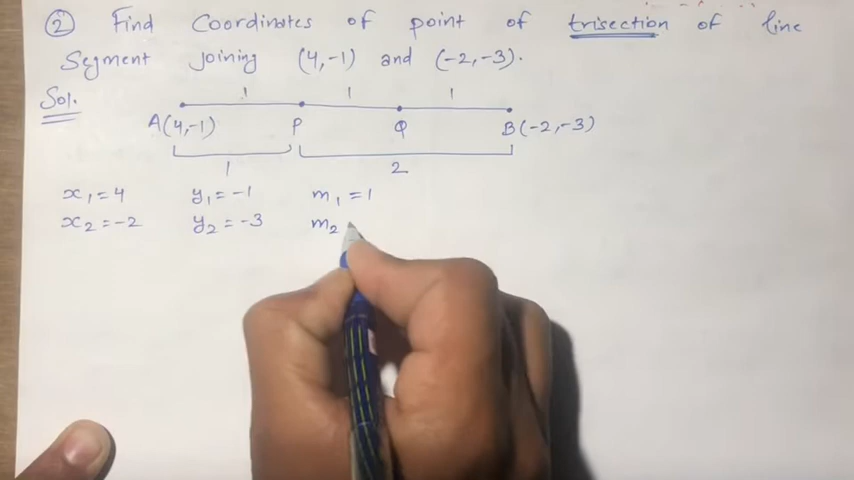 ② Find Coordinates of point of trisection of line
Segment joining (4,-1) and (-2,-3).
Sol.
1 1 1
A(4,-1) P Q B(-2,-3)
1 2
x₁ = 4 y₁ = -1 m₁ = 1
x₂ = -2 y₂ = -3 m₂